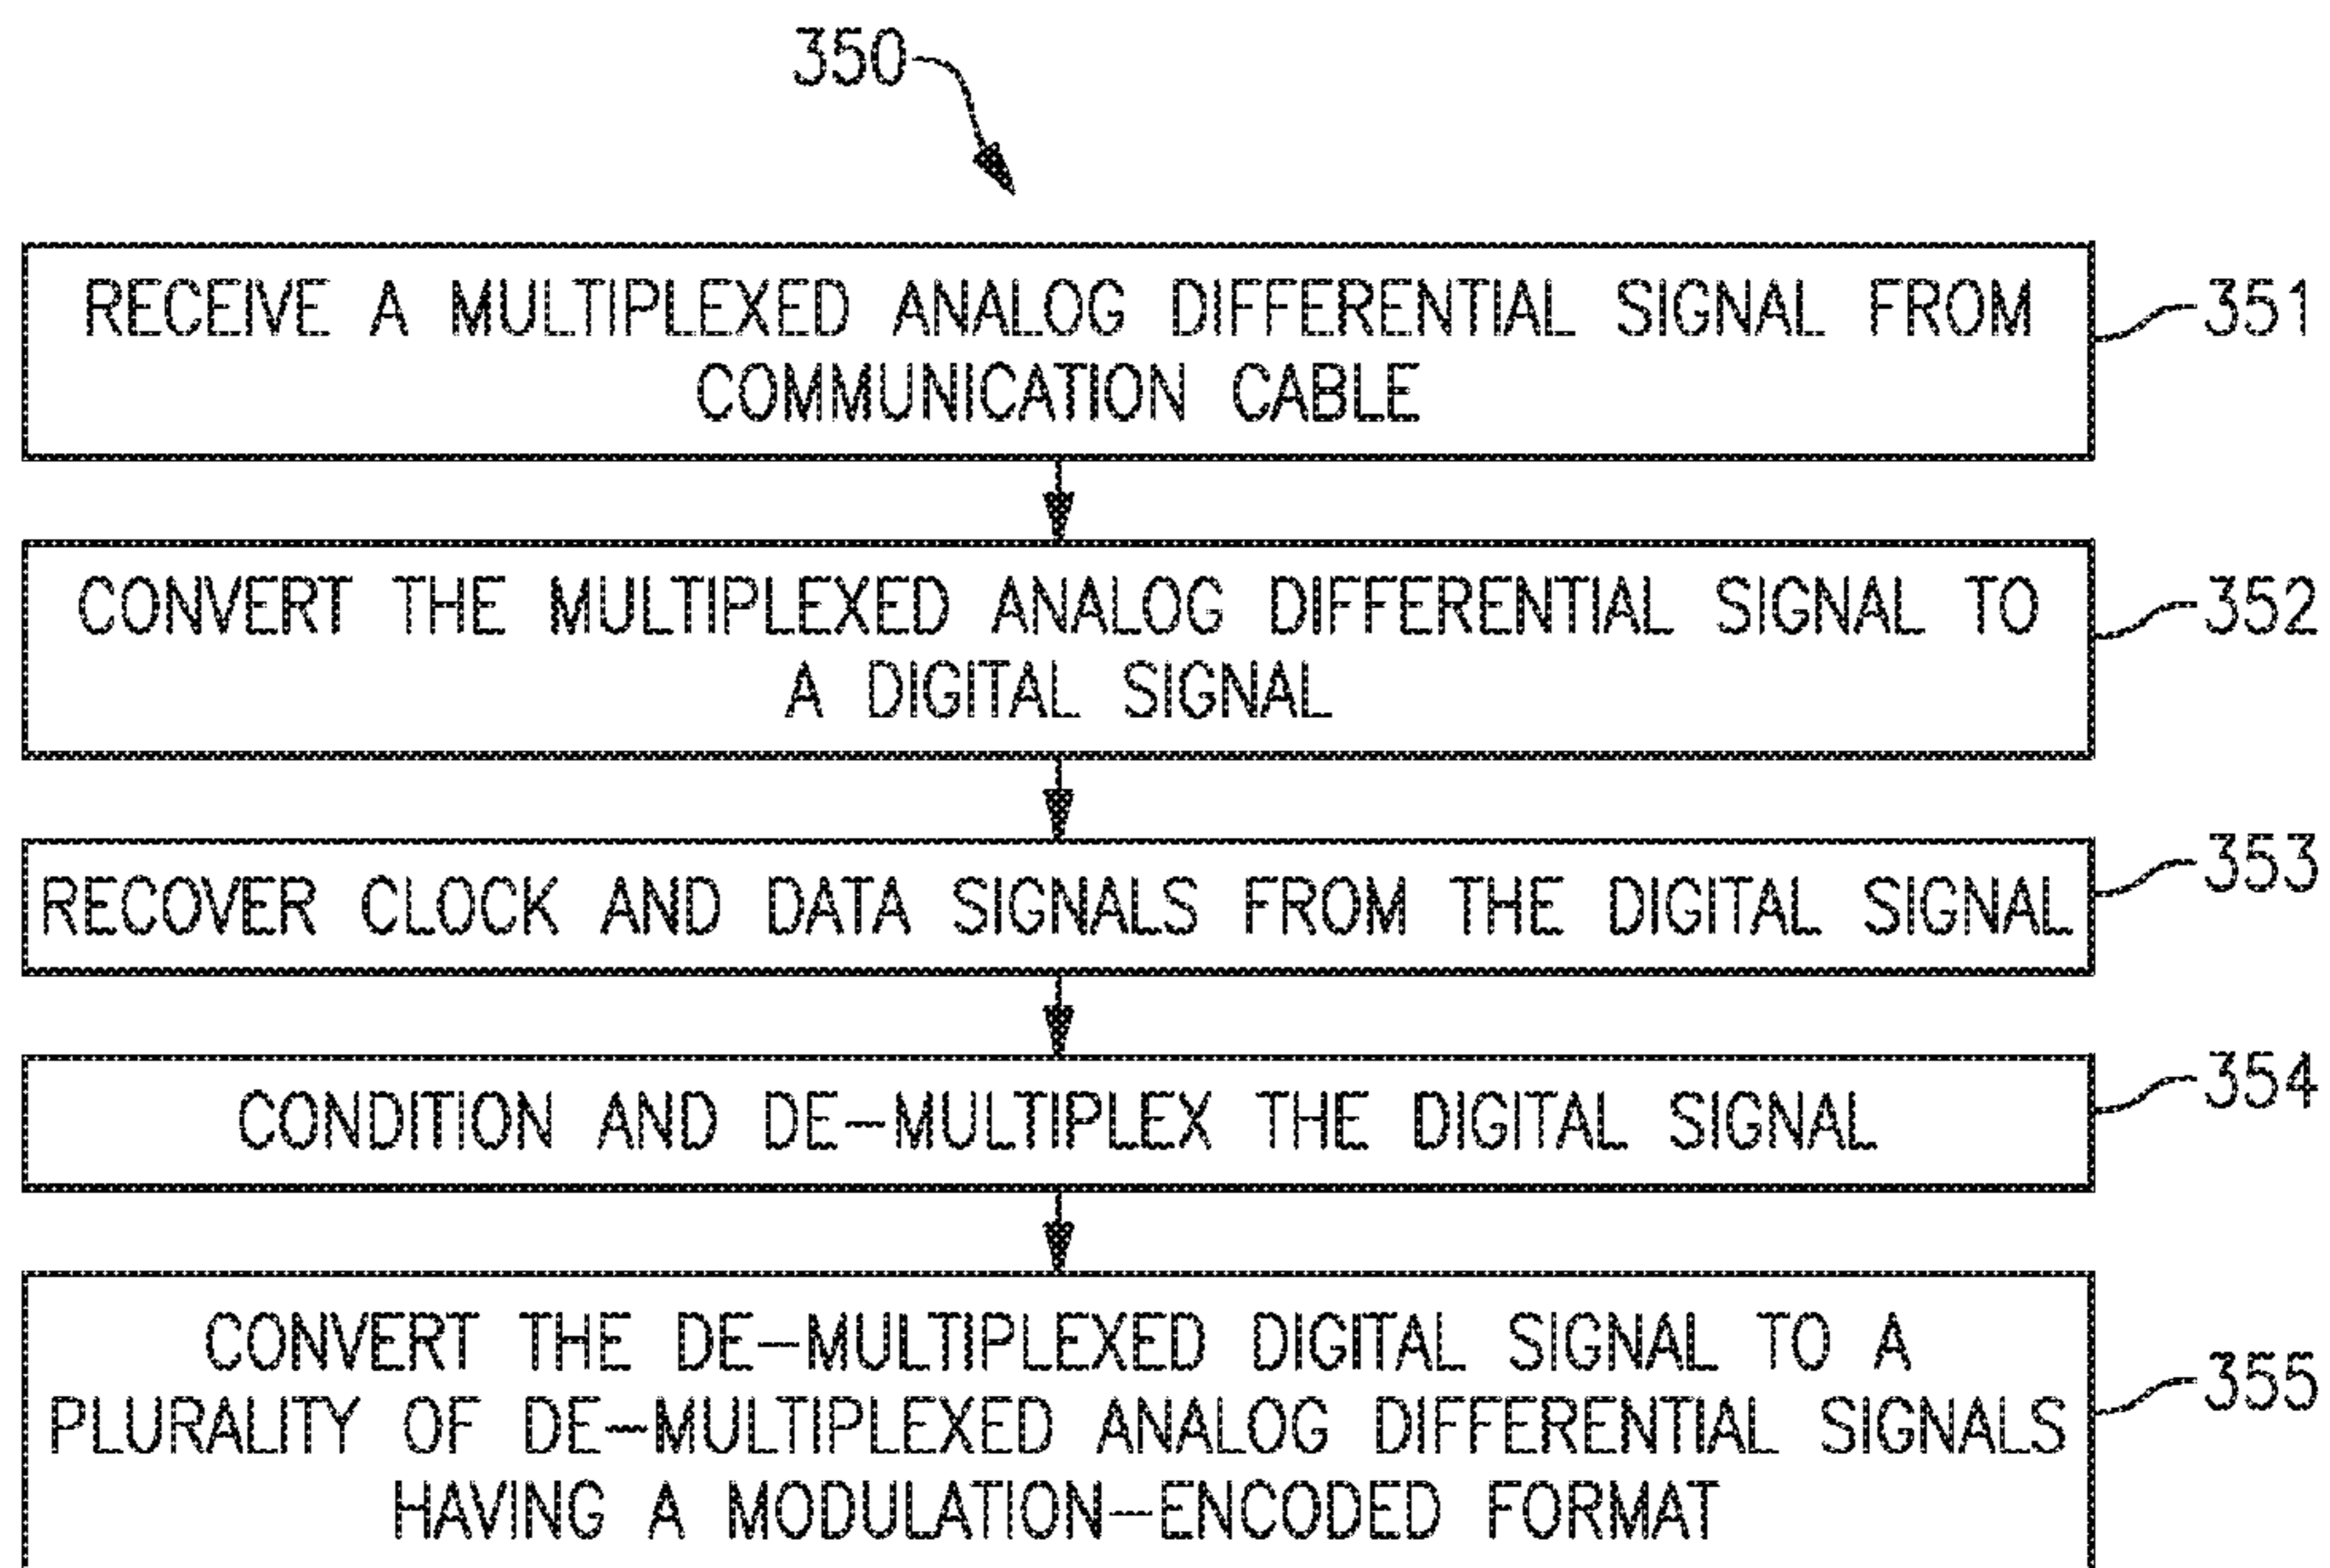 350
RECEIVE A MULTIPLEXED ANALOG DIFFERENTIAL SIGNAL FROM
COMMUNICATION CABLE
351
CONVERT THE MULTIPLEXED ANALOG DIFFERENTIAL SIGNAL TO
A DIGITAL SIGNAL
352
RECOVER CLOCK AND DATA SIGNALS FROM THE DIGITAL SIGNAL
353
CONDITION AND DE-MULTIPLEX THE DIGITAL SIGNAL
354
CONVERT THE DE-MULTIPLEXED DIGITAL SIGNAL TO A
PLURALITY OF DE-MULTIPLEXED ANALOG DIFFERENTIAL SIGNALS
HAVING A MODULATION-ENCODED FORMAT
355